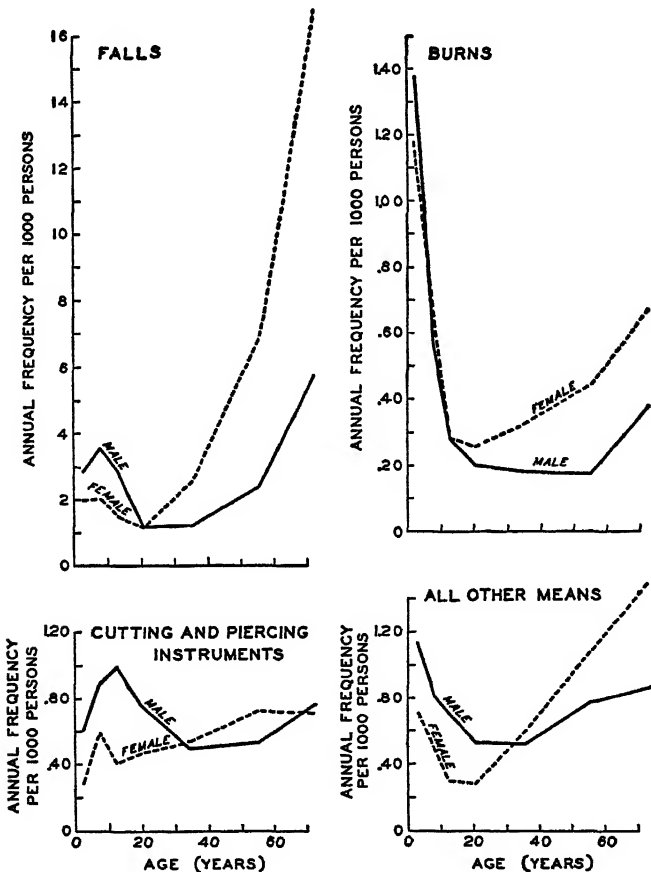 FALLS
ANNUAL FREQUENCY PER 1000 PERSONS
16
14
12
10
8
6
4
2
0
MALE
FEMALE
BURNS
ANNUAL FREQUENCY PER 1000 PERSONS
1.40
1.20
1.00
.80
.60
.40
.20
0
FEMALE
MALE
CUTTING AND PIERCING
INSTRUMENTS
ANNUAL FREQUENCY
PER 1000 PERSONS
1.20
.80
.40
0
MALE
FEMALE
0 20 40 60
AGE (YEARS)
ALL OTHER MEANS
ANNUAL FREQUENCY
PER 1000 PERSONS
1.20
.80
.40
0
MALE
FEMALE
0 20 40 60
AGE (YEARS)